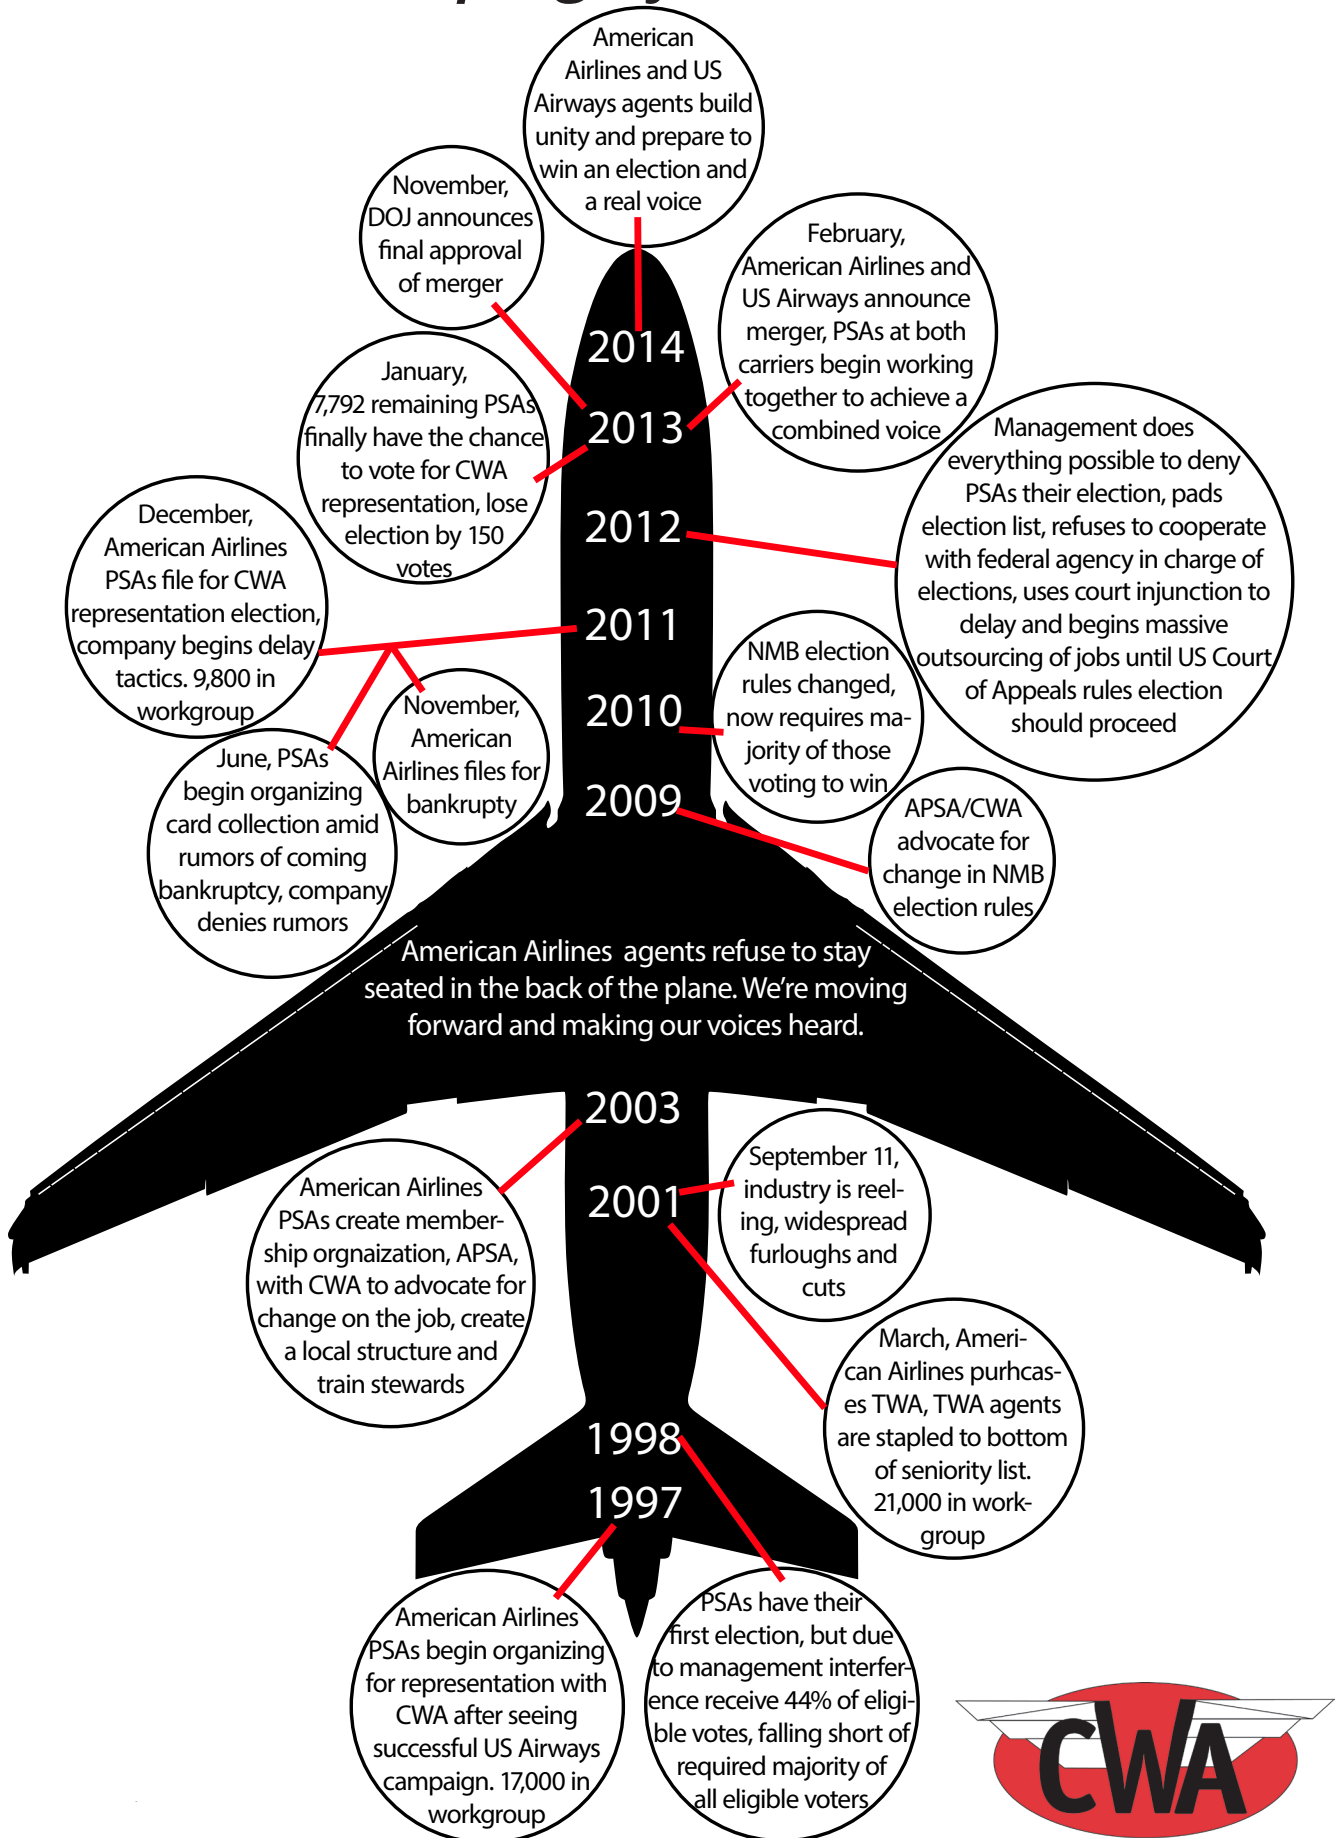 American
Airlines and US
Airways agents build
unity and prepare to
win an election and
a real voice
November,
DOJ announces
final approval
of merger
February,
American Airlines and
US Airways announce
merger, PSAs at both
carriers begin working
together to achieve a
combined voice
2014
January,
7,792 remaining PSAs
finally have the chance
to vote for CWA
representation, lose
election by 150
votes
2013
Management does
everything possible to deny
PSAs their election, pads
election list, refuses to cooperate
with federal agency in charge of
elections, uses court injunction to
delay and begins massive
outsourcing of jobs until US Court
of Appeals rules election
should proceed
2012
December,
American Airlines
PSAs file for CWA
representation election,
company begins delay
tactics. 9,800 in
workgroup
2011
November,
American
Airlines files for
bankrupty
June, PSAs
begin organizing
card collection amid
rumors of coming
bankruptcy, company
denies rumors
NMB election
rules changed,
now requires ma-
jority of those
voting to win
2010
2009
APSA/CWA
advocate for
change in NMB
election rules
American Airlines  agents refuse to stay
seated in the back of the plane. We're moving
forward and making our voices heard.
2003
American Airlines
PSAs create member-
ship orgnaization, APSA,
with CWA to advocate for
change on the job, create
a local structure and
train stewards
2001
September 11,
industry is reel-
ing, widespread
furloughs and
cuts
March, Ameri-
can Airlines purhcas-
es TWA, TWA agents
are stapled to bottom
of seniority list.
21,000 in work-
group
1998
1997
American Airlines
PSAs begin organizing
for representation with
CWA after seeing
successful US Airways
campaign. 17,000 in
workgroup
PSAs have their
first election, but due
to management interfer-
ence receive 44% of eligi-
ble votes, falling short of
required majority of
all eligible voters
CWA